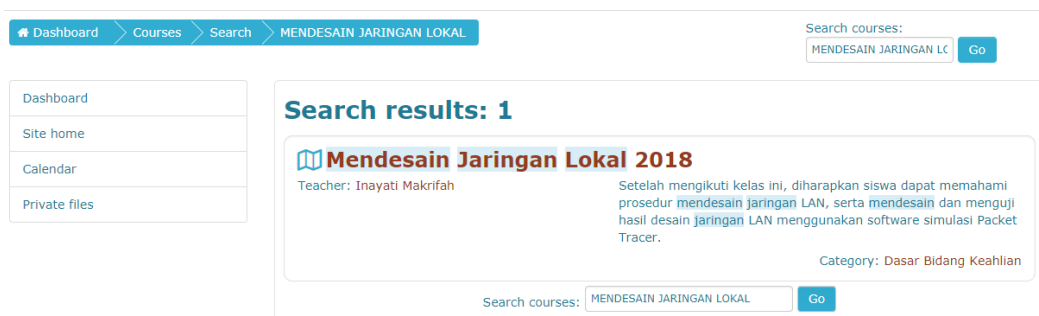 Dashboard Courses Search MENDESAIN JARINGAN LOKAL
Search courses:
MENDESAIN JARINGAN LC Go
Dashboard
Site home
Calendar
Private files
Search results: 1
Mendesain Jaringan Lokal 2018
Teacher: Inayati Makrifah
Setelah mengikuti kelas ini, diharapkan siswa dapat memahami
prosedur mendesain jaringan LAN, serta mendesain dan menguji
hasil desain jaringan LAN menggunakan software simulasi Packet
Tracer.
Category: Dasar Bidang Keahlian
Search courses: MENDESAIN JARINGAN LOKAL Go